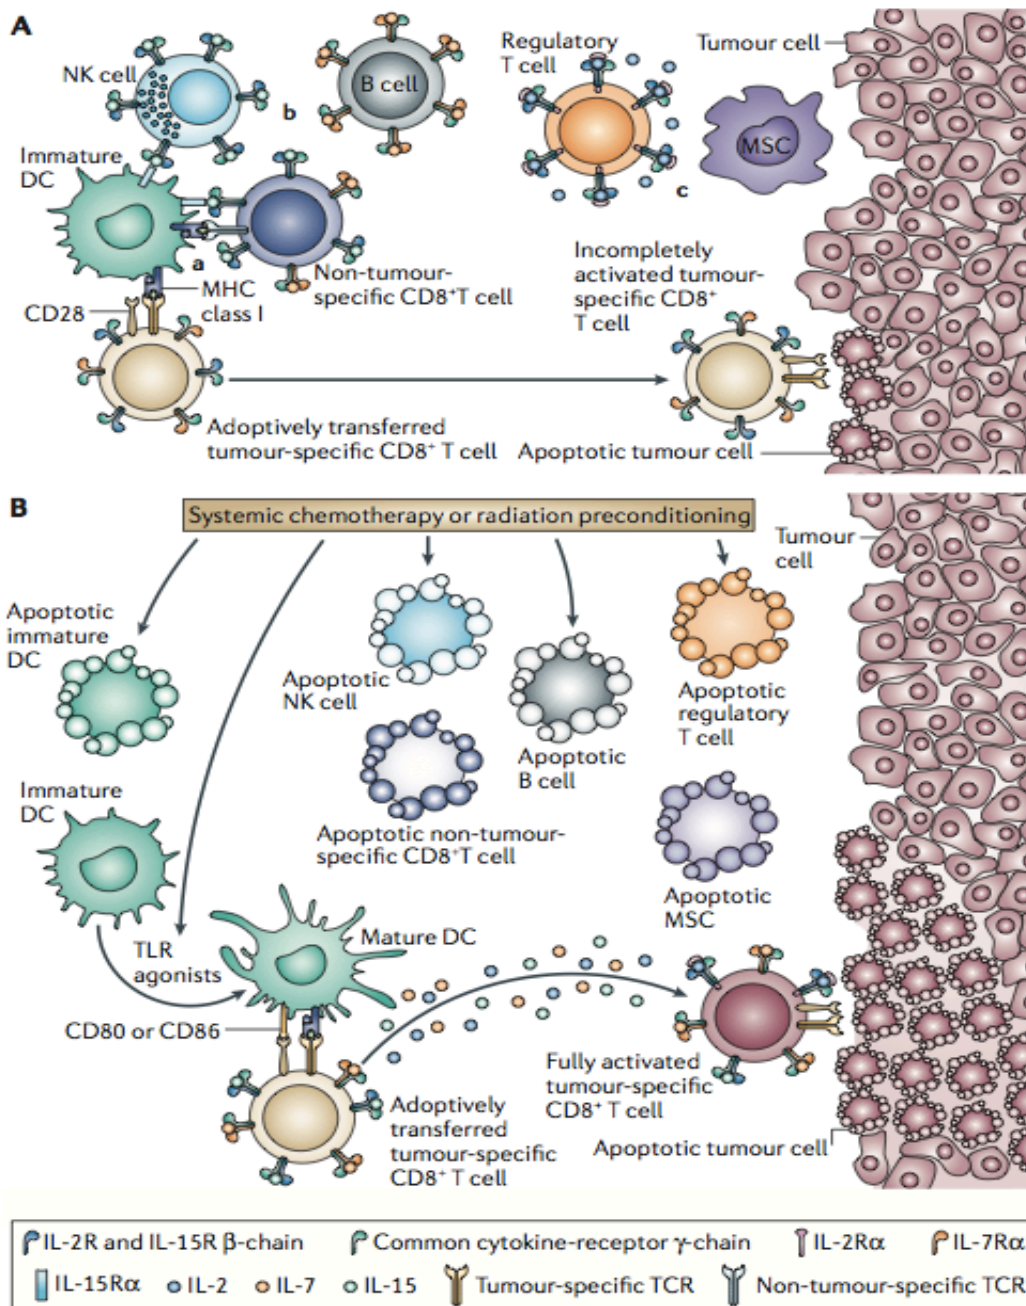 A
NK cell
b
B cell
Regulatory
T cell
Tumour cell
MSC
c
Immature
DC
a
MHC
class I
CD28
Non-tumour-
specific CD8⁺T cell
Incompletely
activated tumour-
specific CD8⁺
T cell
Adoptively transferred
tumour-specific CD8⁺ T cell
Apoptotic tumour cell
B
Systemic chemotherapy or radiation preconditioning
Tumour
cell
Apoptotic
immature
DC
Apoptotic
NK cell
Apoptotic
B cell
Apoptotic
regulatory
T cell
Immature
DC
Apoptotic non-tumour-
specific CD8⁺T cell
Apoptotic
MSC
TLR
agonists
Mature DC
CD80 or CD86
Adoptively
transferred
tumour-specific
CD8⁺ T cell
Fully activated
tumour-specific
CD8⁺ T cell
Apoptotic tumour cell
IL-2R and IL-15R β-chain Common cytokine-receptor γ-chain IL-2Rα IL-7Rα
IL-15Rα IL-2 IL-7 IL-15 Tumour-specific TCR Non-tumour-specific TCR